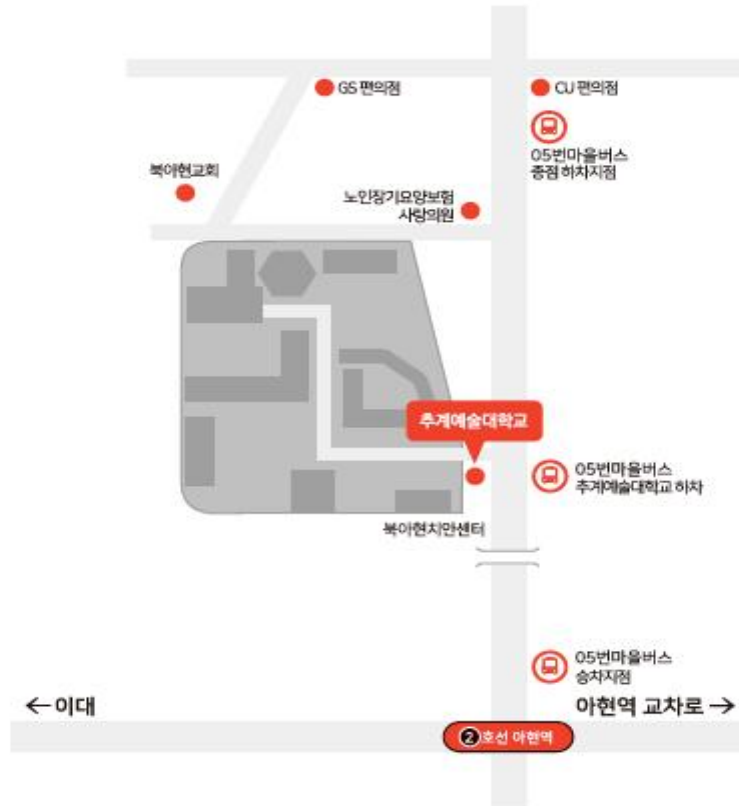 GS 편의점
CU 편의점
05번마을버스
종점 하차지점
북아현교회
노인장기요양보험
사랑의원
추계예술대학교
05번마을버스
추계예술대학교 하차
북아현치안센터
05번마을버스
승차지점
←이대
아현역 교차로→
2호선 아현역